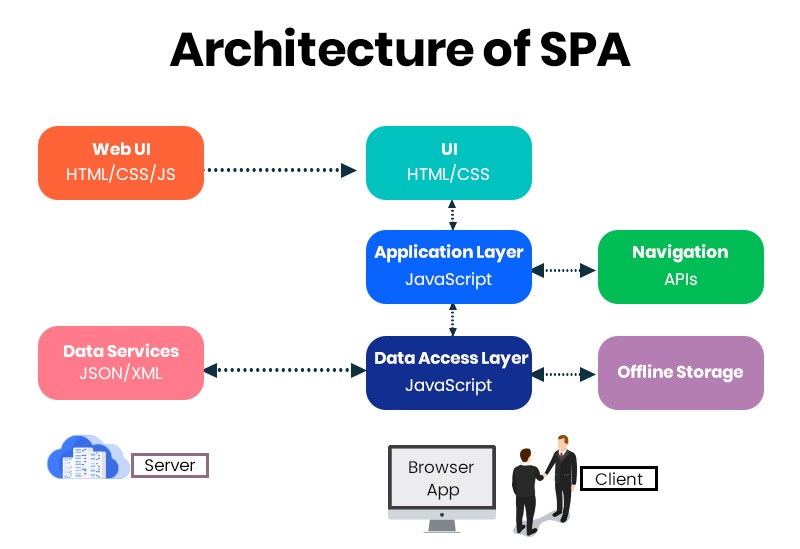 Architecture of SPA
Web UI
HTML/CSS/JS
UI
HTML/CSS
Application Layer
JavaScript
Navigation
APIs
Data Services
JSON/XML
Data Access Layer
JavaScript
Offline Storage
Server
Browser
App
Client